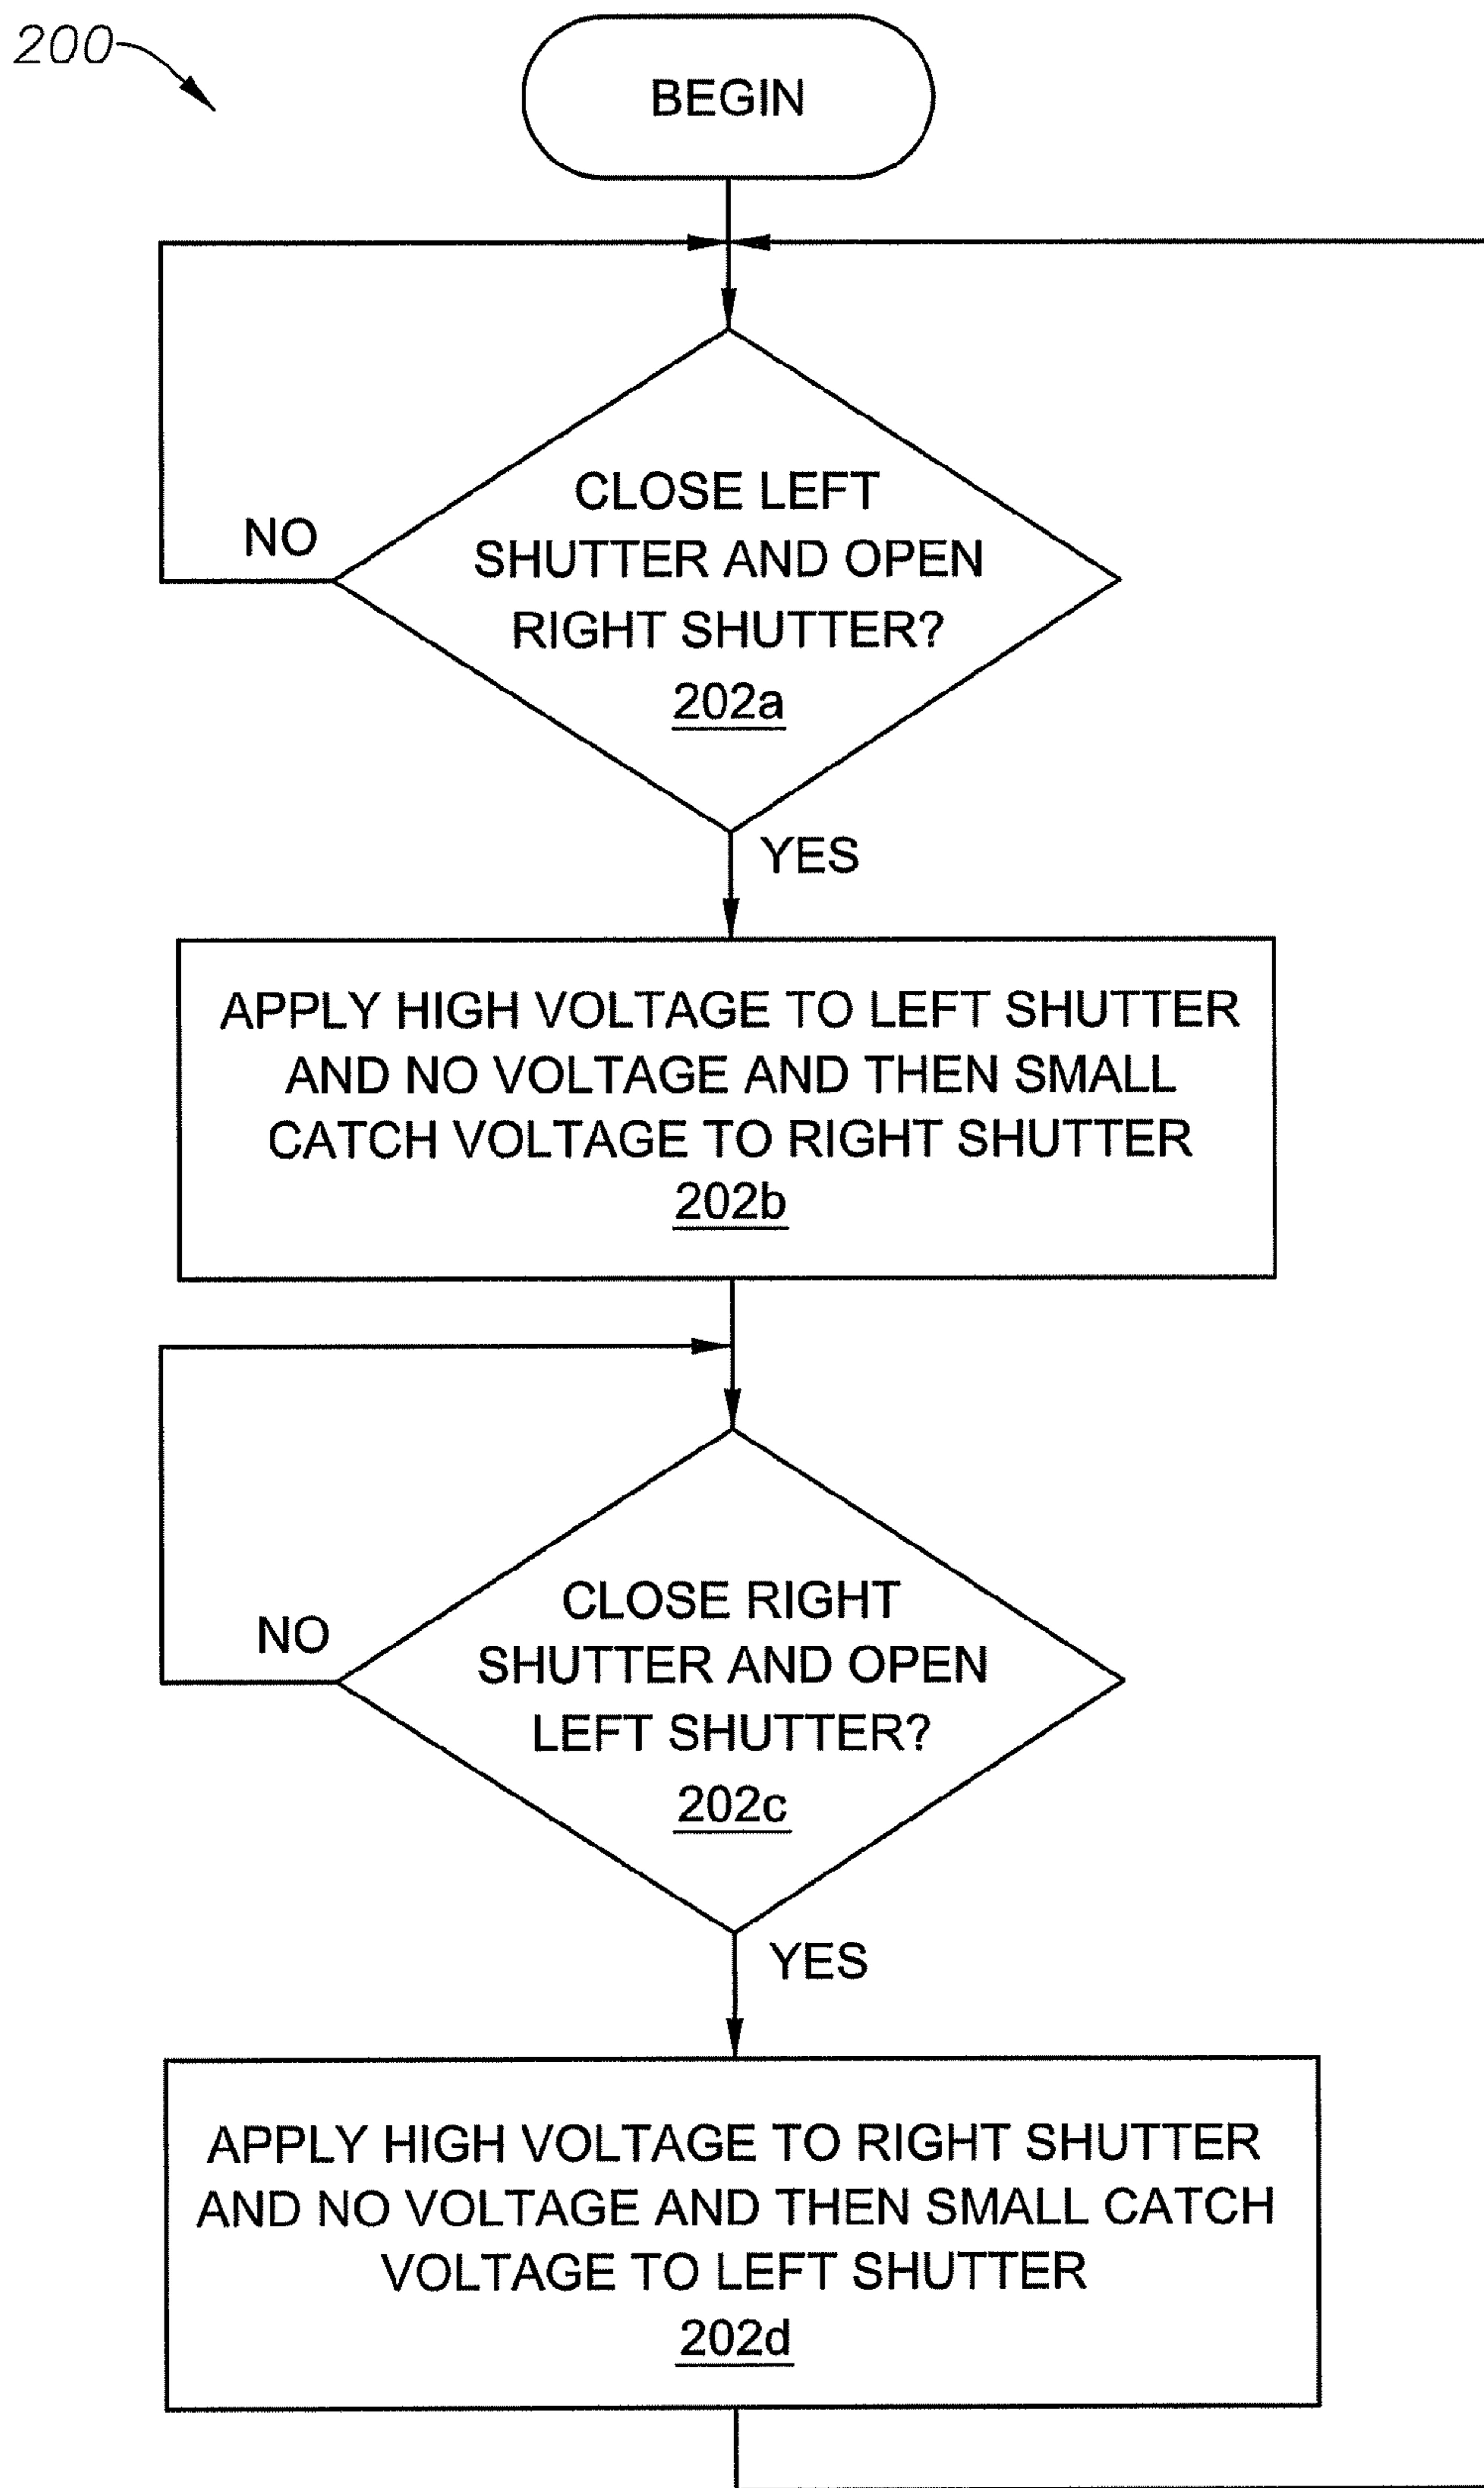 200
BEGIN
CLOSE LEFT
SHUTTER AND OPEN
RIGHT SHUTTER?
202a
NO
YES
APPLY HIGH VOLTAGE TO LEFT SHUTTER
AND NO VOLTAGE AND THEN SMALL
CATCH VOLTAGE TO RIGHT SHUTTER
202b
CLOSE RIGHT
SHUTTER AND OPEN
LEFT SHUTTER?
202c
NO
YES
APPLY HIGH VOLTAGE TO RIGHT SHUTTER
AND NO VOLTAGE AND THEN SMALL CATCH
VOLTAGE TO LEFT SHUTTER
202d